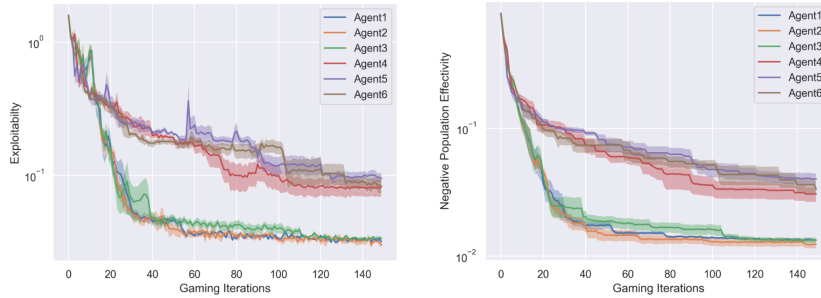 Exploitabilty
10⁰
10⁻¹
0 20 40 60 80 100 120 140
Gaming Iterations
Agent1
Agent2
Agent3
Agent4
Agent5
Agent6
Negative Population Effectivity
10⁻¹
10⁻²
0 20 40 60 80 100 120 140
Gaming Iterations
Agent1
Agent2
Agent3
Agent4
Agent5
Agent6